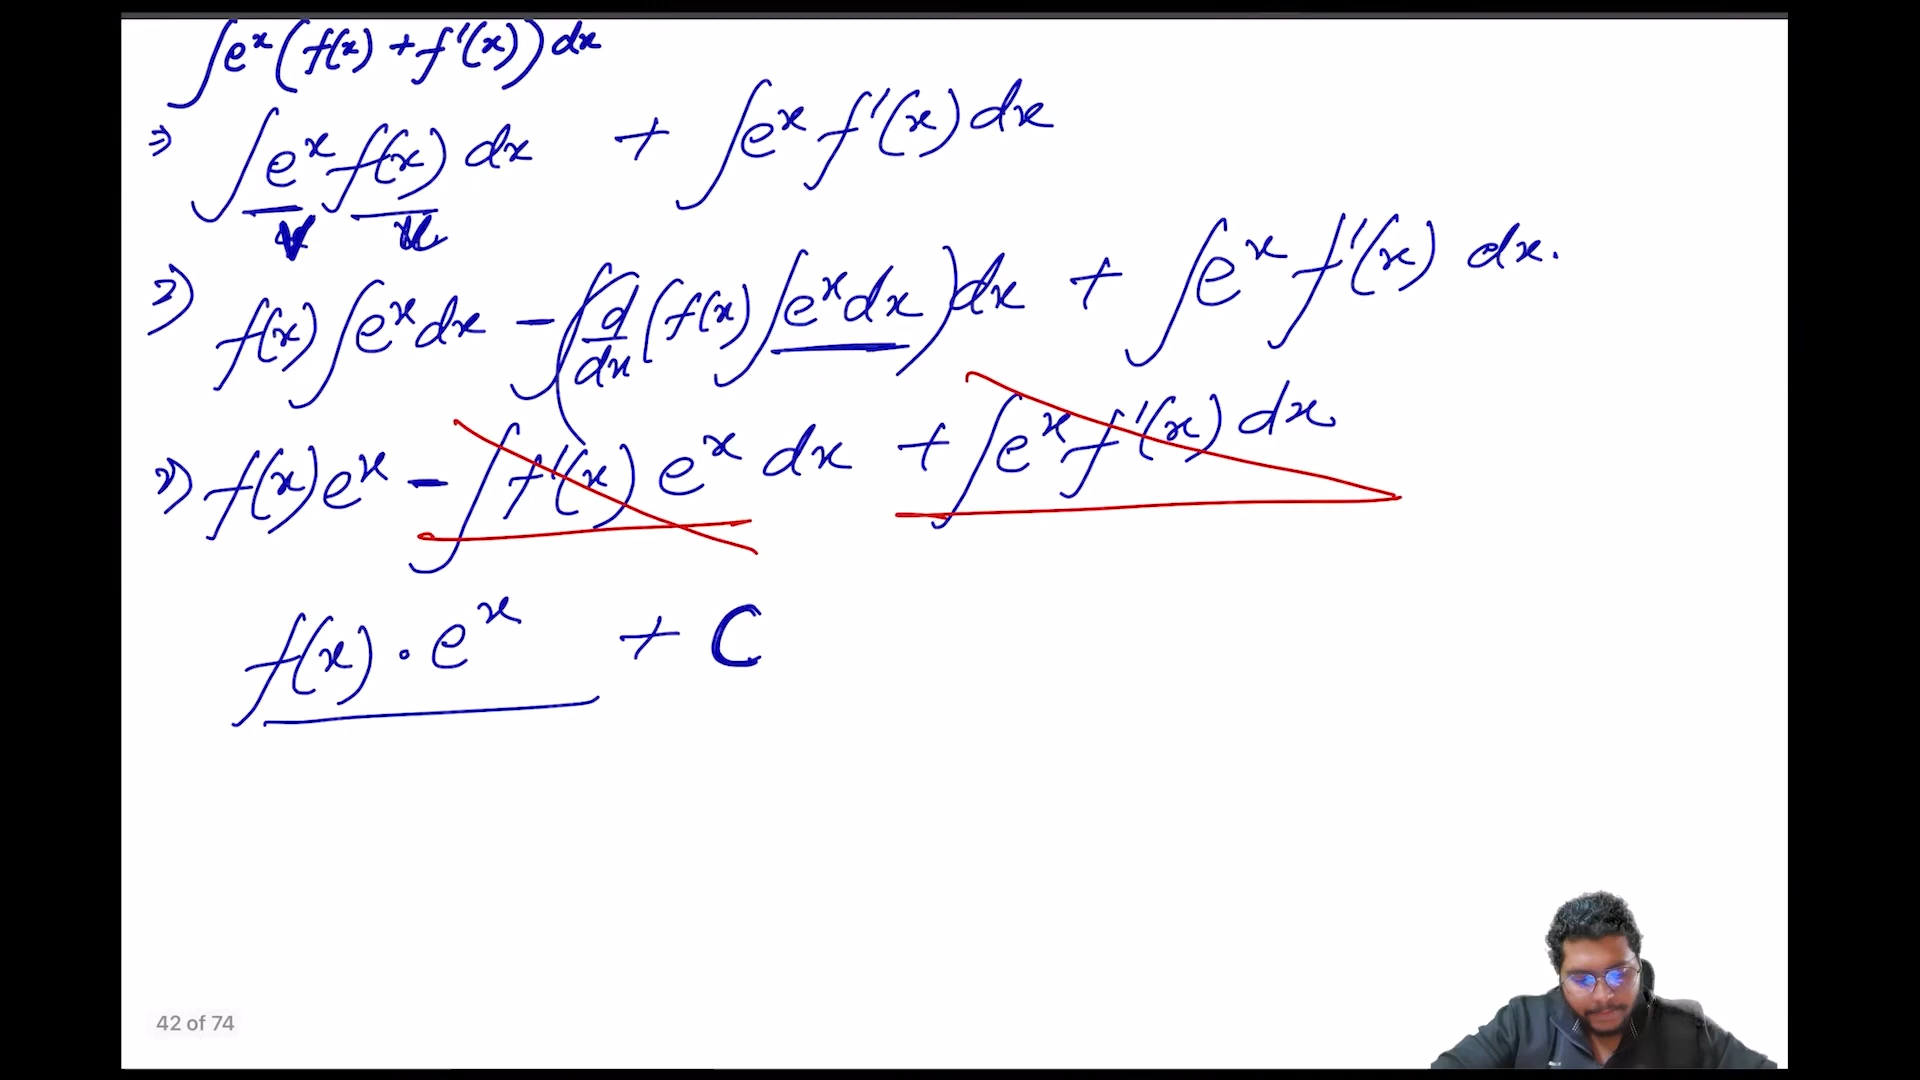 ∫eˣ(f(x) + f'(x))dx
⇒ ∫eˣ f(x) dx + ∫eˣ f'(x) dx
V u
⇒ f(x)∫eˣdx - ∫(d/dx(f(x)∫eˣdx)dx + ∫eˣ f'(x) dx.
⇒ f(x)eˣ - ∫f'(x) eˣ dx + ∫eˣ f'(x) dx
f(x) · eˣ + C
42 of 74